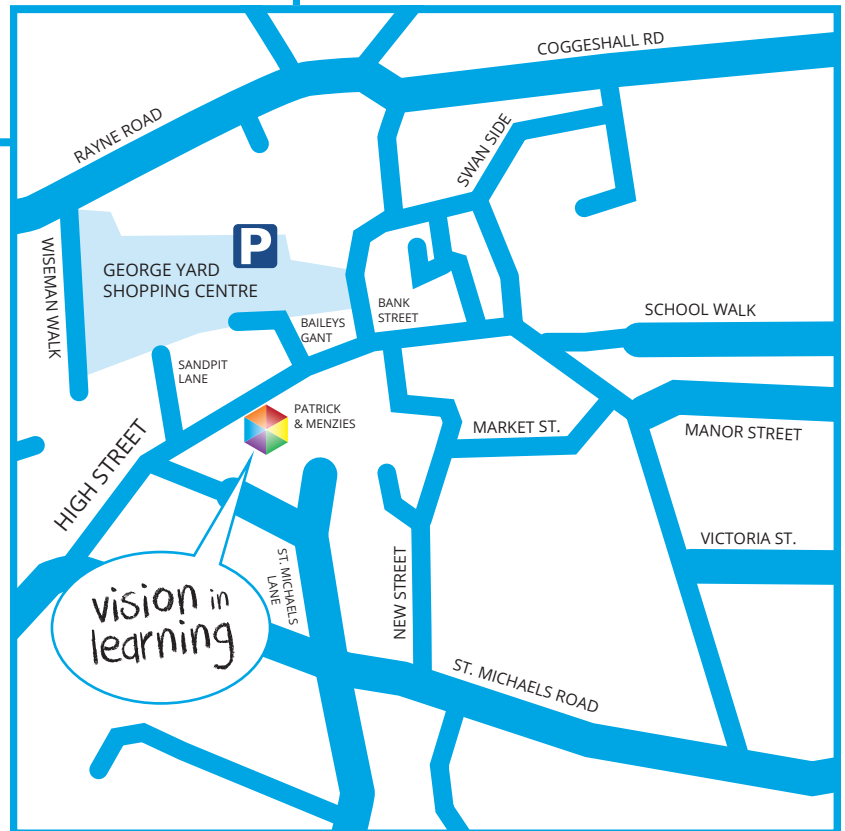 COGGESHALL RD
RAYNE ROAD
SWAN SIDE
P
WISEMAN WALK
GEORGE YARD
SHOPPING CENTRE
BANK
STREET
SCHOOL WALK
BAILEYS
GANT
SANDPIT
LANE
PATRICK
& MENZIES
MARKET ST.
MANOR STREET
HIGH STREET
VICTORIA ST.
ST. MICHAELS
LANE
NEW STREET
vision in
learning
ST. MICHAELS ROAD